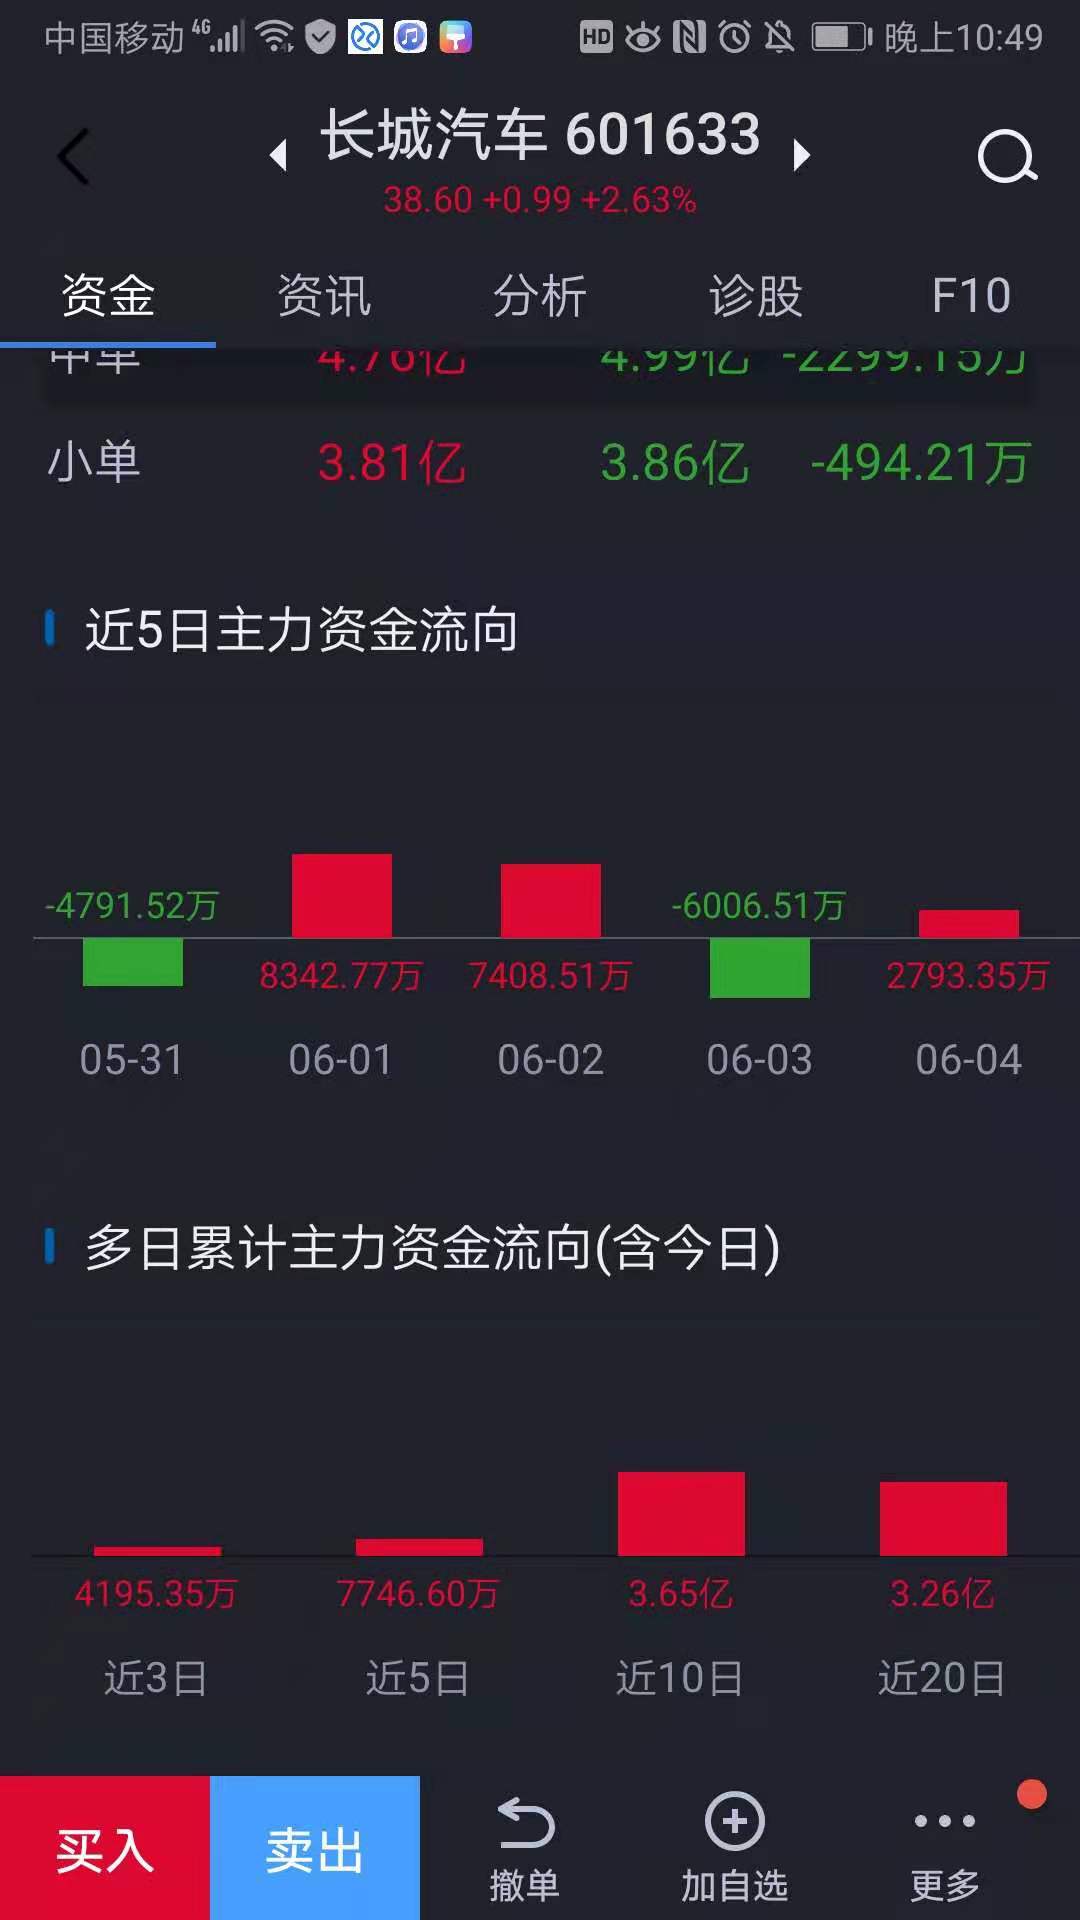 中国移动 4G HD 晚上10:49
长城汽车 601633
38.60 +0.99 +2.63%
资金 资讯 分析 诊股 F10
中单 4.76亿 4.99亿 -2299.15万
小单 3.81亿 3.86亿 -494.21万
近5日主力资金流向
-4791.52万 8342.77万 7408.51万 -6006.51万 2793.35万
05-31 06-01 06-02 06-03 06-04
多日累计主力资金流向(含今日)
4195.35万 7746.60万 3.65亿 3.26亿
近3日 近5日 近10日 近20日
买入 卖出 撤单 加自选 更多